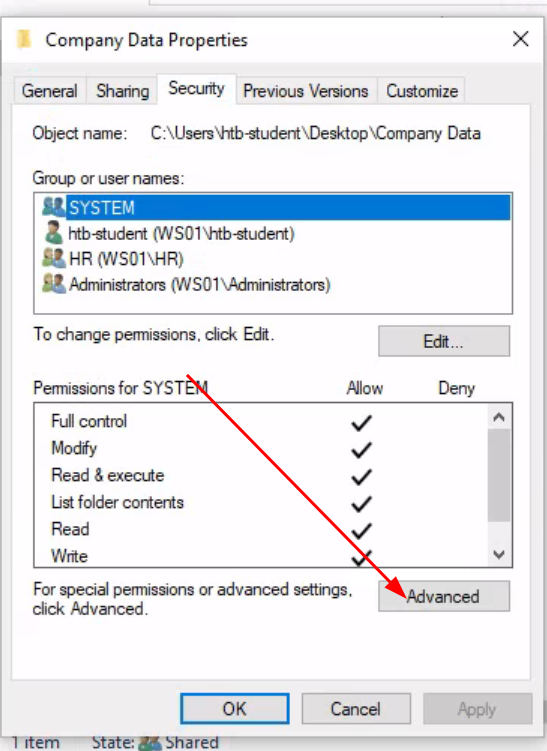 Company Data Properties
General Sharing Security Previous Versions Customize
Object name: C:\Users\htb-student\Desktop\Company Data
Group or user names:
SYSTEM
htb-student (WS01\htb-student)
HR (WS01\HR)
Administrators (WS01\Administrators)
To change permissions, click Edit.
Edit...
Permissions for SYSTEM Allow Deny
Full control
Modify
Read & execute
List folder contents
Read
Write
For special permissions or advanced settings,
click Advanced.
Advanced
OK Cancel Apply
1 item State: Shared